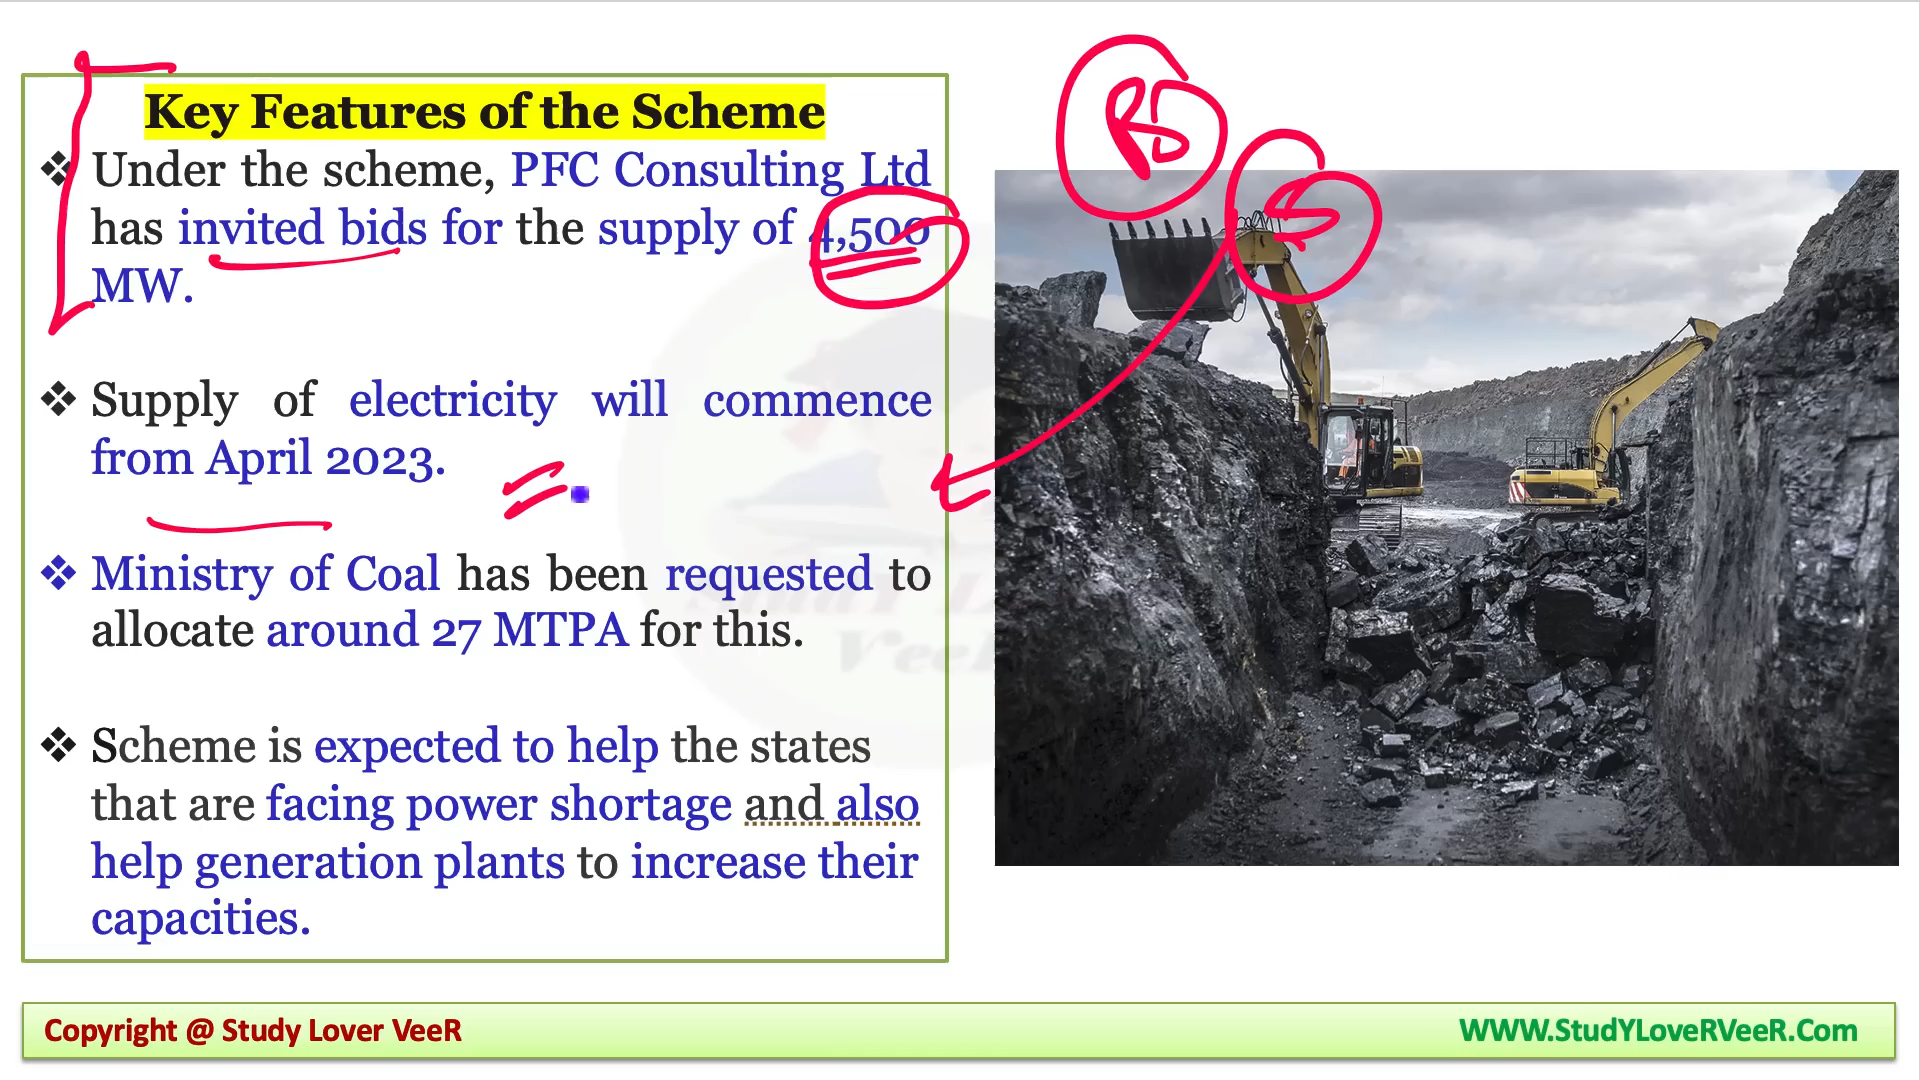 Key Features of the Scheme
❖ Under the scheme, PFC Consulting Ltd
has invited bids for the supply of 4,500
MW.
❖ Supply of electricity will commence
from April 2023.
❖ Ministry of Coal has been requested to
allocate around 27 MTPA for this.
❖ Scheme is expected to help the states
that are facing power shortage and also
help generation plants to increase their
capacities.
Copyright @ Study Lover VeeR
WWW.StudYLoveRVeeR.Com